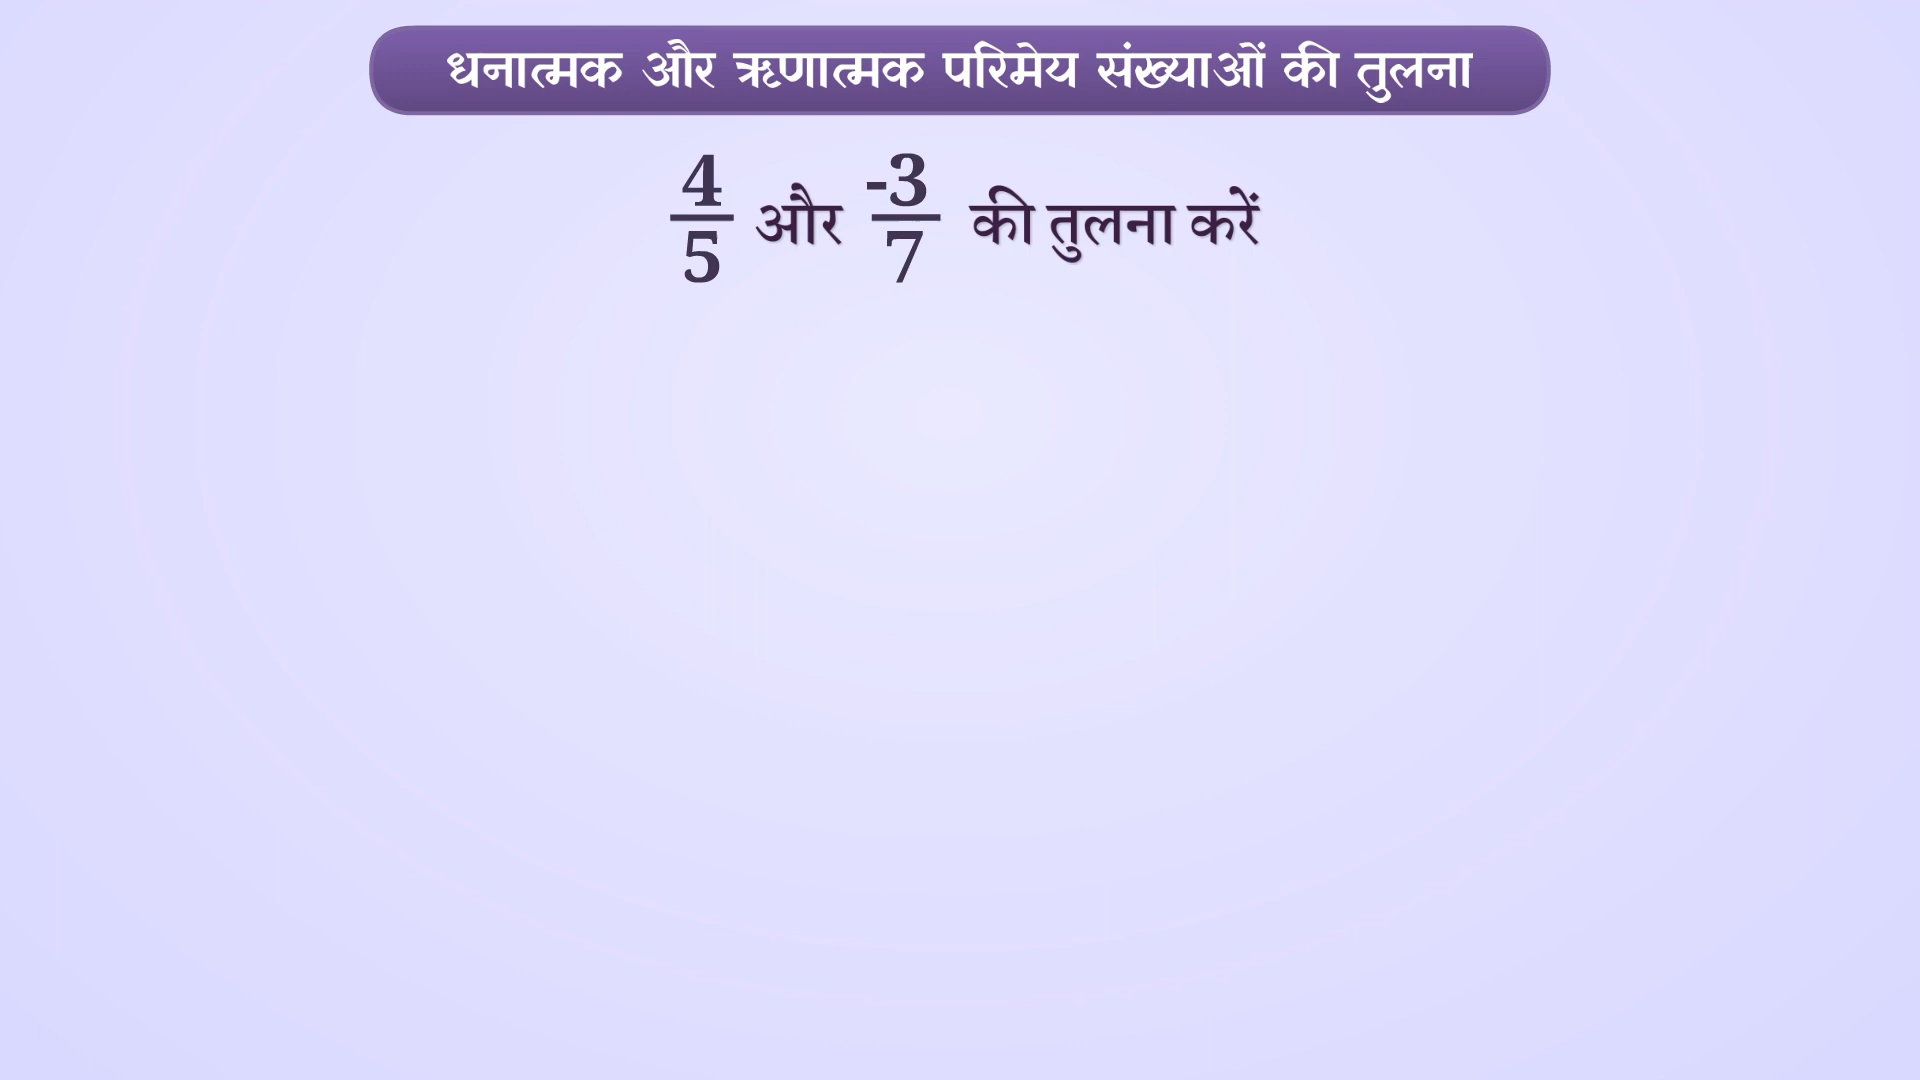 धनात्मक और ऋणात्मक परिमेय संख्याओं की तुलना
4/5 और -3/7 की तुलना करें